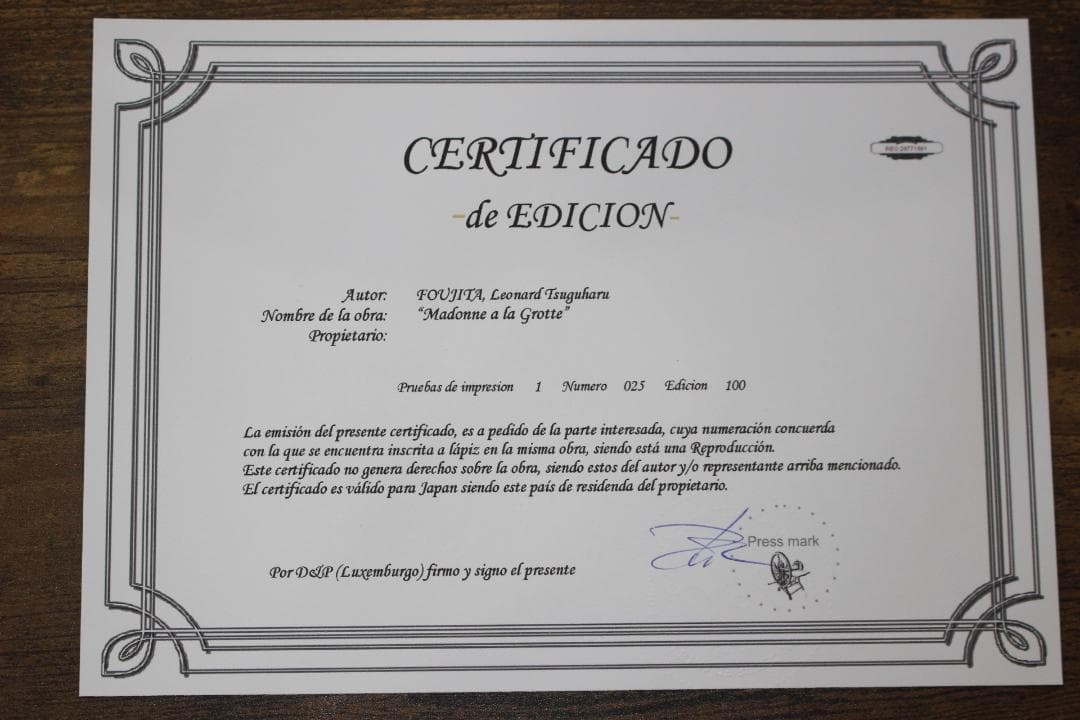 CERTIFICADO
-de EDICION-
Autor: FOUJITA, Leonard Tsuguharu
Nombre de la obra: “Madonne a la Grotte”
Propietario:
Pruebas de impresion 1 Numero 025 Edicion 100
La emisión del presente certificado, es a pedido de la parte interesada, cuya numeración concuerda
con la que se encuentra inscrita a lápiz en la misma obra, siendo está una Reproducción.
Este certificado no genera derechos sobre la obra, siendo estos del autor y/o representante arriba mencionado.
El certificado es válido para Japan siendo este país de residenda del propietario.
Press mark
Por D&P (Luxemburgo) firmo y signo el presente